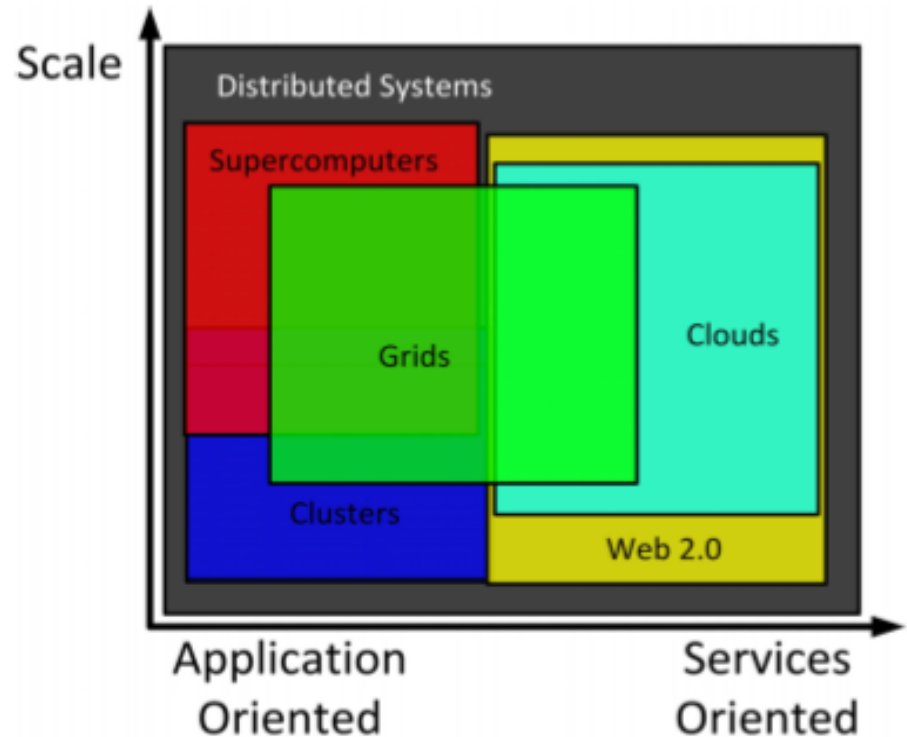 Scale
Distributed Systems
Supercomputers
Grids
Clouds
Clusters
Web 2.0
Application
Oriented
Services
Oriented